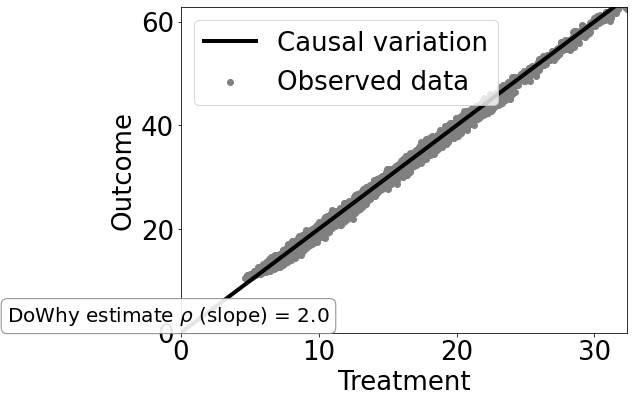 60
Causal variation
Observed data
40
Outcome
20
DoWhy estimate ρ (slope) = 2.0
0
0 10 20 30
Treatment